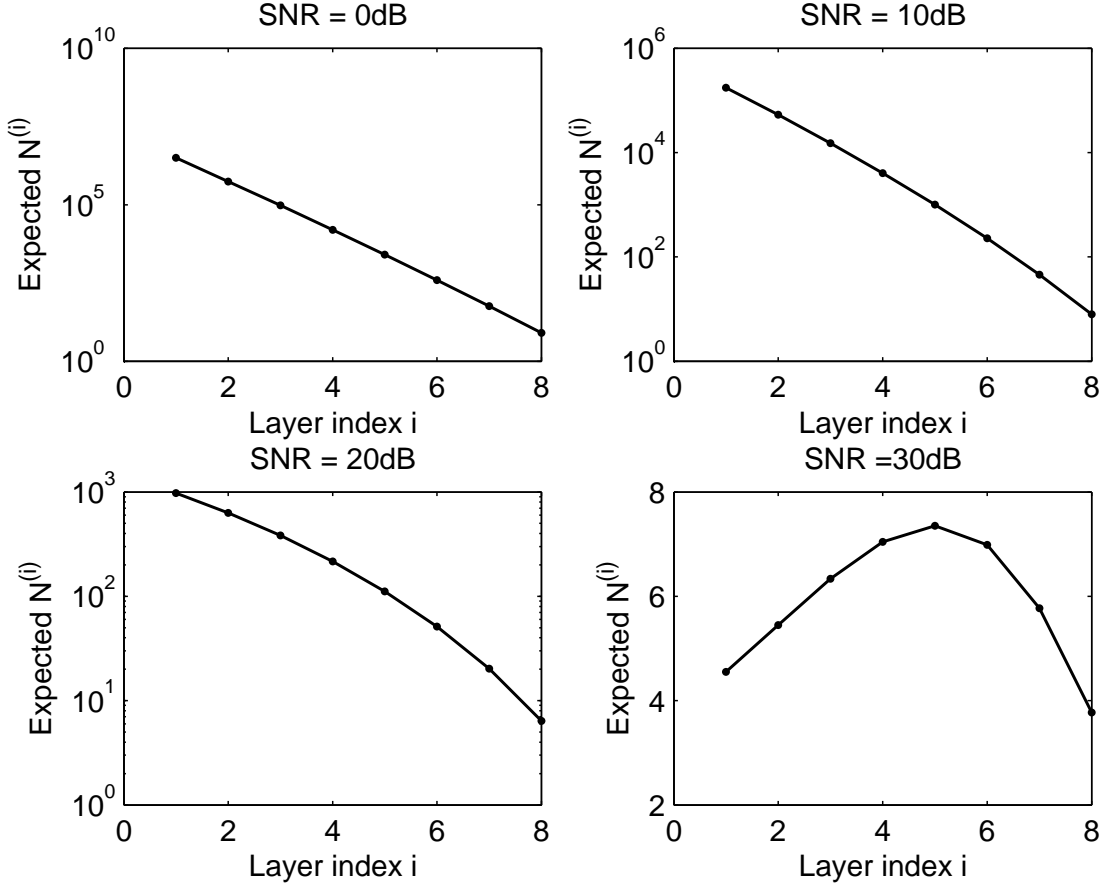 SNR = 0dB
10^10
10^5
10^0
Expected N^(i)
0 2 4 6 8
Layer index i
SNR = 10dB
10^6
10^4
10^2
10^0
Expected N^(i)
0 2 4 6 8
Layer index i
SNR = 20dB
10^3
10^2
10^1
10^0
Expected N^(i)
0 2 4 6 8
Layer index i
SNR =30dB
8
6
4
2
Expected N^(i)
0 2 4 6 8
Layer index i